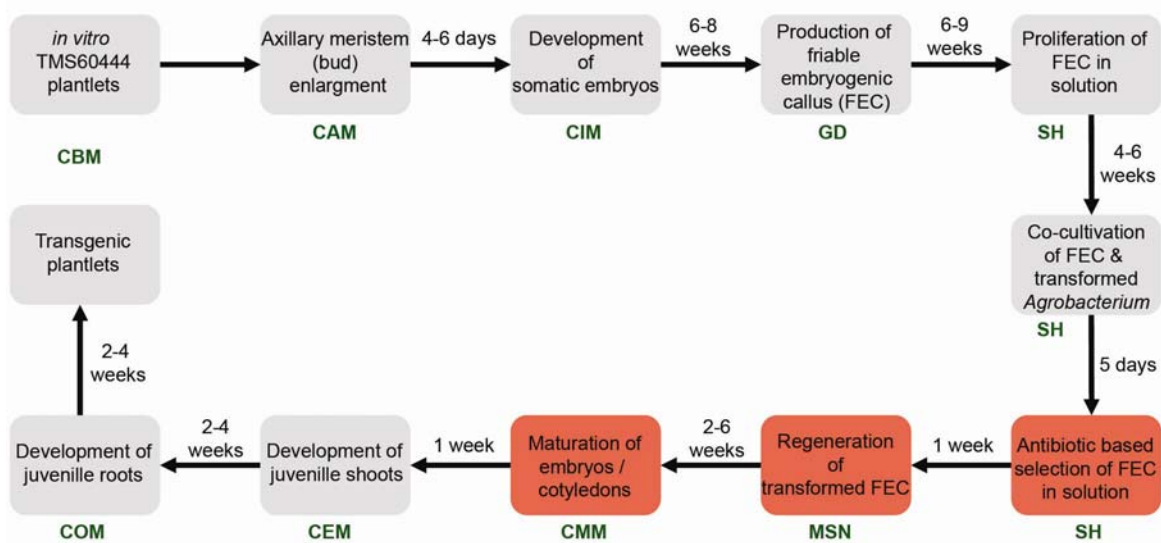 in vitro
TMS60444
plantlets
CBM
Axillary meristem
(bud)
enlargment
CAM
4-6 days
Development
of
somatic embryos
CIM
6-8
weeks
Production of
friable
embryogenic
callus (FEC)
GD
6-9
weeks
Proliferation of
FEC in
solution
SH
4-6
weeks
Co-cultivation
of FEC &
transformed
Agrobacterium
SH
5 days
Antibiotic based
selection of FEC
in solution
SH
1 week
Regeneration
of
transformed FEC
MSN
2-6
weeks
Maturation of
embryos /
cotyledons
CMM
1 week
Development of
juvenille shoots
CEM
2-4
weeks
Development of
juvenille roots
COM
2-4
weeks
Transgenic
plantlets